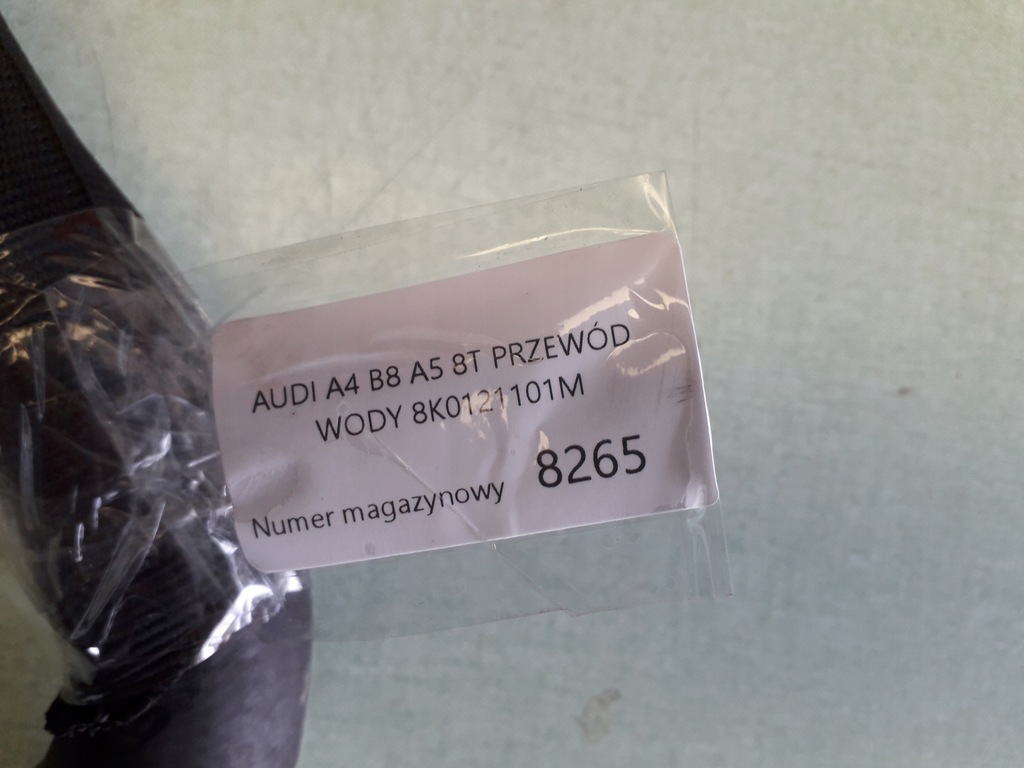 AUDI A4 B8 A5 8T PRZEWÓD
WODY 8K0121101M
Numer magazynowy 8265